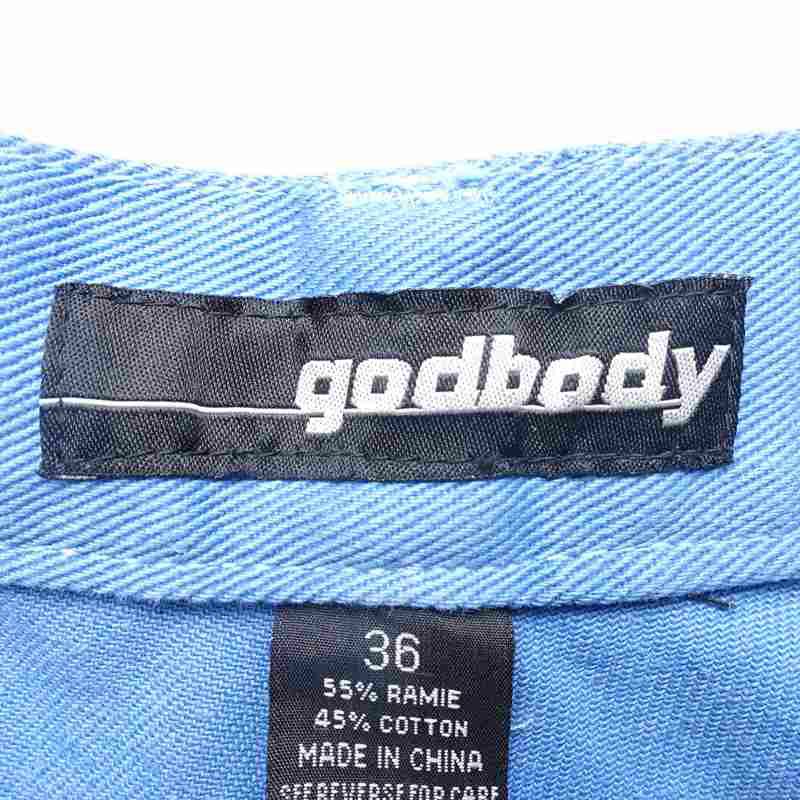 godbody
36
55% RAMIE
45% COTTON
MADE IN CHINA
SEE REVERSE FOR CARE